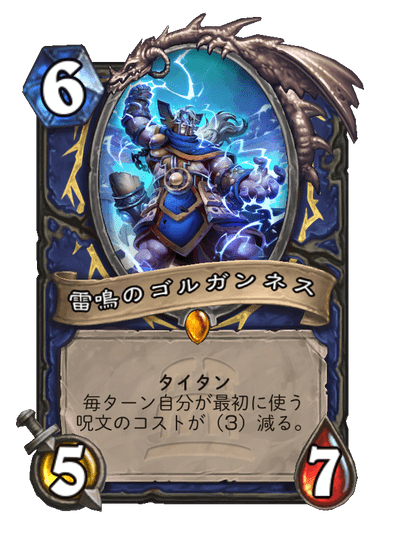 6
雷鳴のゴルガンネス
タイタン
毎ターン自分が最初に使う
呪文のコストが（3）減る。
5
7